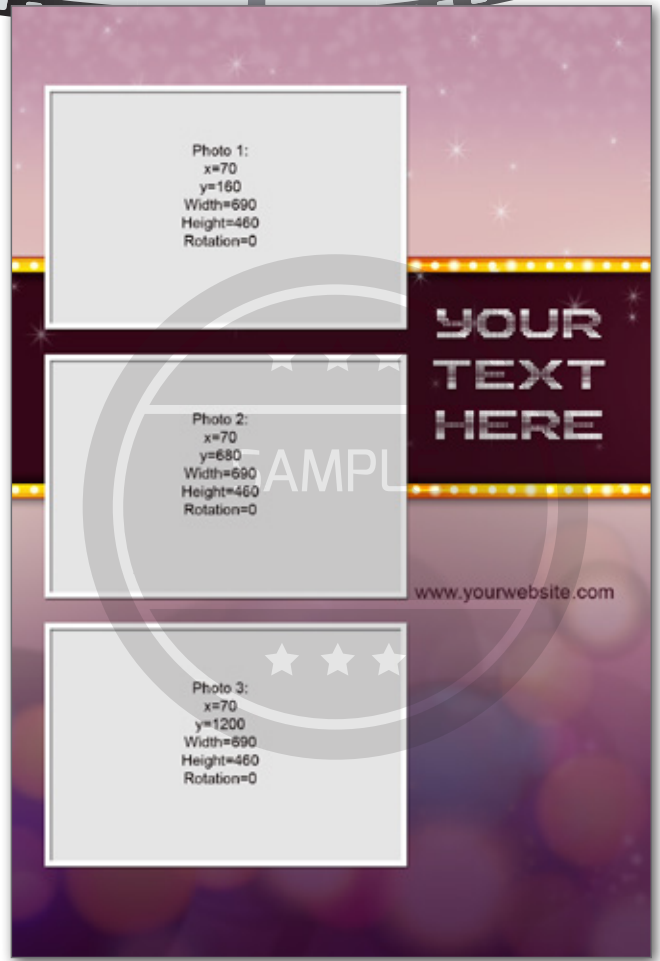 Photo 1:
x=70
y=160
Width=690
Height=460
Rotation=0
YOUR
TEXT
HERE
Photo 2:
x=70
y=680
Width=690
Height=460
Rotation=0
SAMPL
www.yourwebsite.com
Photo 3:
x=70
y=1200
Width=690
Height=460
Rotation=0